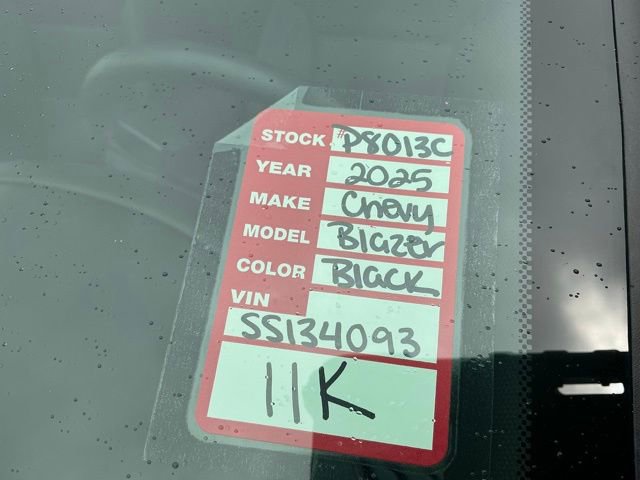 STOCK # P8013C
YEAR 2025
MAKE Chevy
MODEL Blazer
COLOR Black
VIN
SS134093
11K